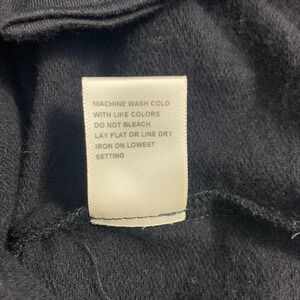 MACHINE WASH COLD
WITH LIKE COLORS
DO NOT BLEACH
LAY FLAT OR LINE DRY
IRON ON LOWEST
SETTING